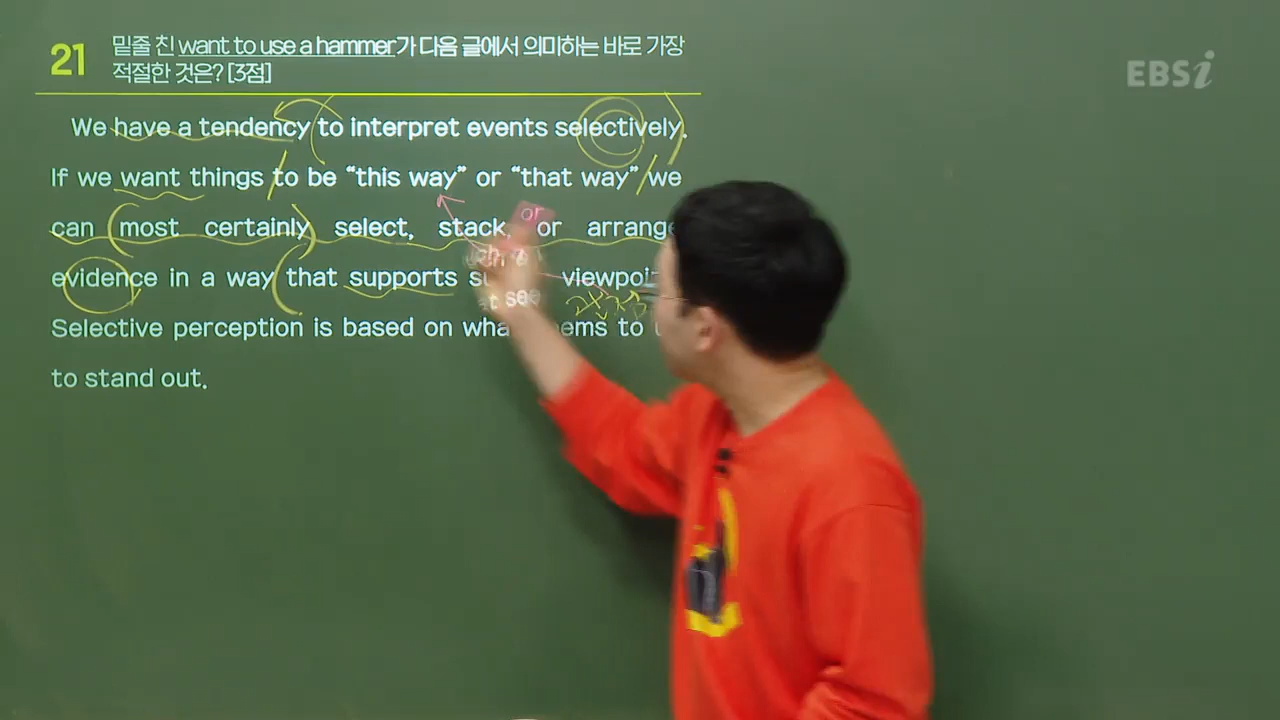 21
밑줄 친 want to use a hammer가 다음 글에서 의미하는 바로 가장
적절한 것은? [3점]
EBSi
We have a tendency to interpret events selectively.
If we want things to be “this way” or “that way” we
can most certainly select, stack, or arrange
evidence in a way that supports viewpoi
관점
Selective perception is based on what seems to
to stand out.